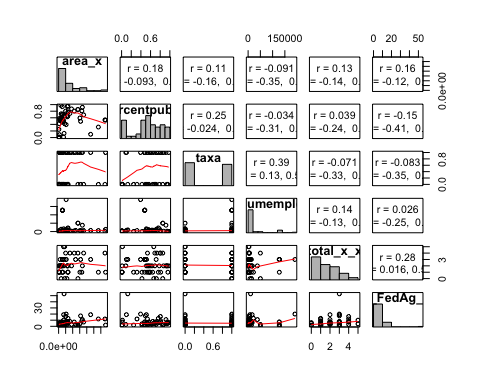 0.0 0.6
0 150000
0 20 50
area_x
r = 0.18
-0.093, 0.
r = 0.11
= -0.16, 0.
r = -0.091
= -0.35, 0.
r = 0.13
= -0.14, 0.
r = 0.16
= -0.12, 0.
0.0e+00
0.0 0.8
rcentpub
r = 0.25
-0.024, 0.
r = -0.034
= -0.31, 0.
r = 0.039
= -0.24, 0.
r = -0.15
= -0.41, 0.
taxa
r = 0.39
= 0.13, 0.5
r = -0.071
= -0.33, 0.
r = -0.083
= -0.35, 0.
0.0 0.8
0
umempl
r = 0.14
= -0.13, 0.
r = 0.026
= -0.25, 0.
otal_x_x
r = 0.28
= 0.016, 0.5
0 3
0 30
FedAg
0.0e+00
0.0 0.6
0 2 4